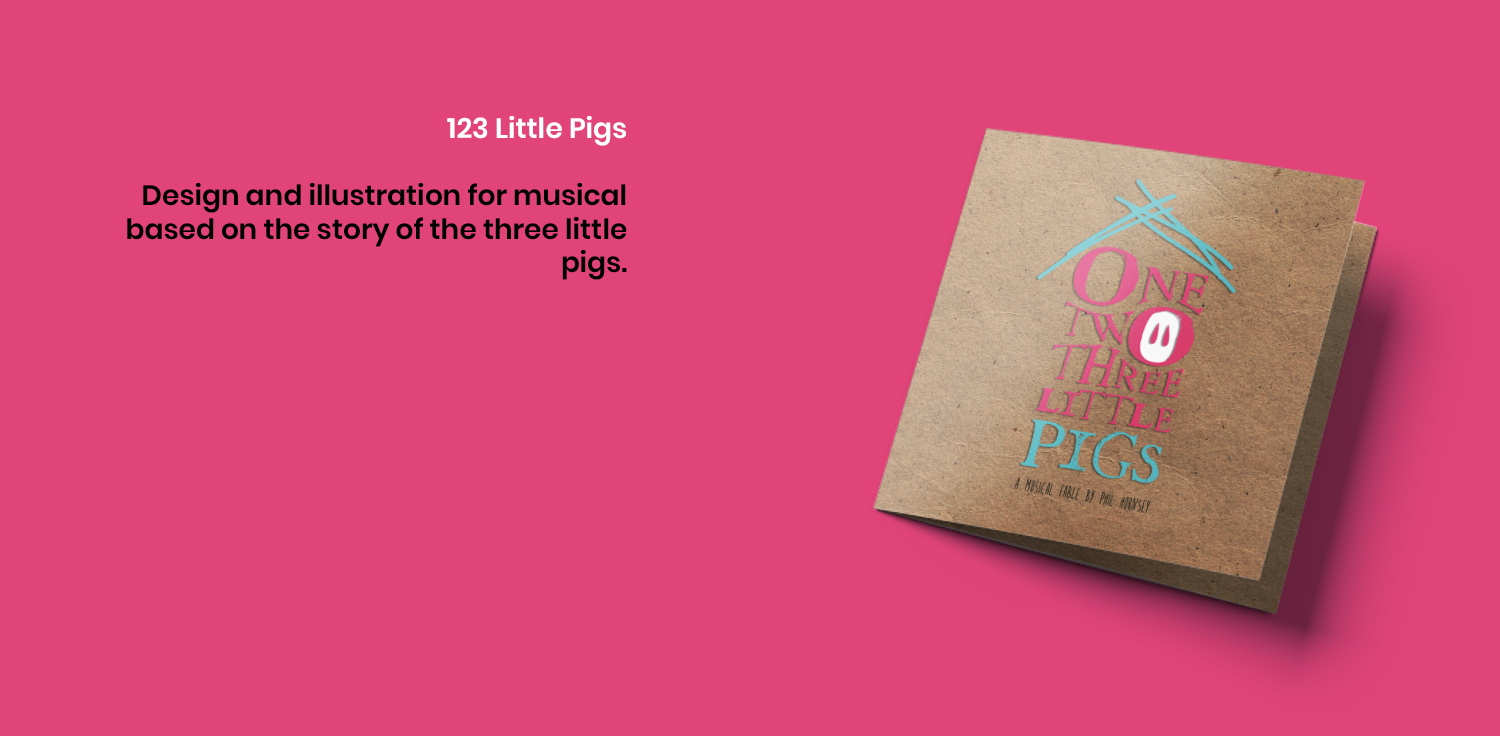 123 Little Pigs
Design and illustration for musical
based on the story of the three little
pigs.
ONE
TWO
THREE
LITTLE
PIGS
A MUSICAL FABLE BY PHIL HORNSEY